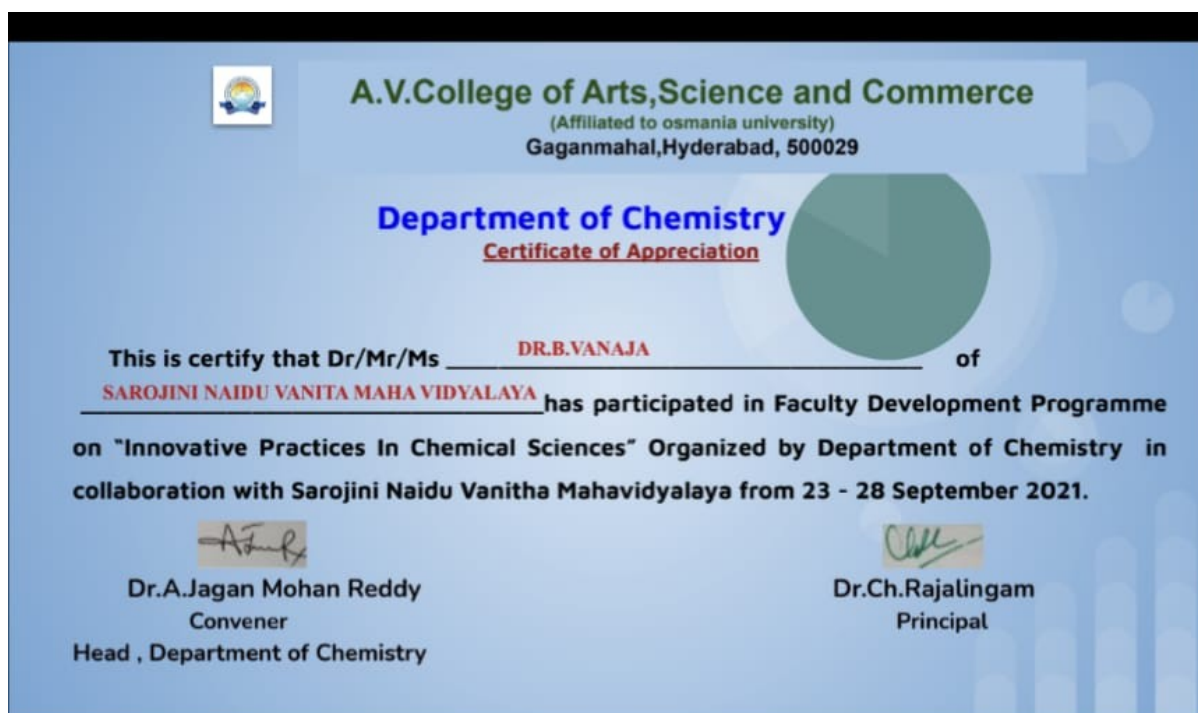 A.V.College of Arts,Science and Commerce
(Affiliated to osmania university)
Gaganmahal,Hyderabad, 500029
Department of Chemistry
Certificate of Appreciation
This is certify that Dr/Mr/Ms DR.B.VANAJA of
SAROJINI NAIDU VANITA MAHA VIDYALAYA has participated in Faculty Development Programme
on "Innovative Practices In Chemical Sciences" Organized by Department of Chemistry in
collaboration with Sarojini Naidu Vanitha Mahavidyalaya from 23 - 28 September 2021.
Dr.A.Jagan Mohan Reddy
Convener
Head , Department of Chemistry
Dr.Ch.Rajalingam
Principal